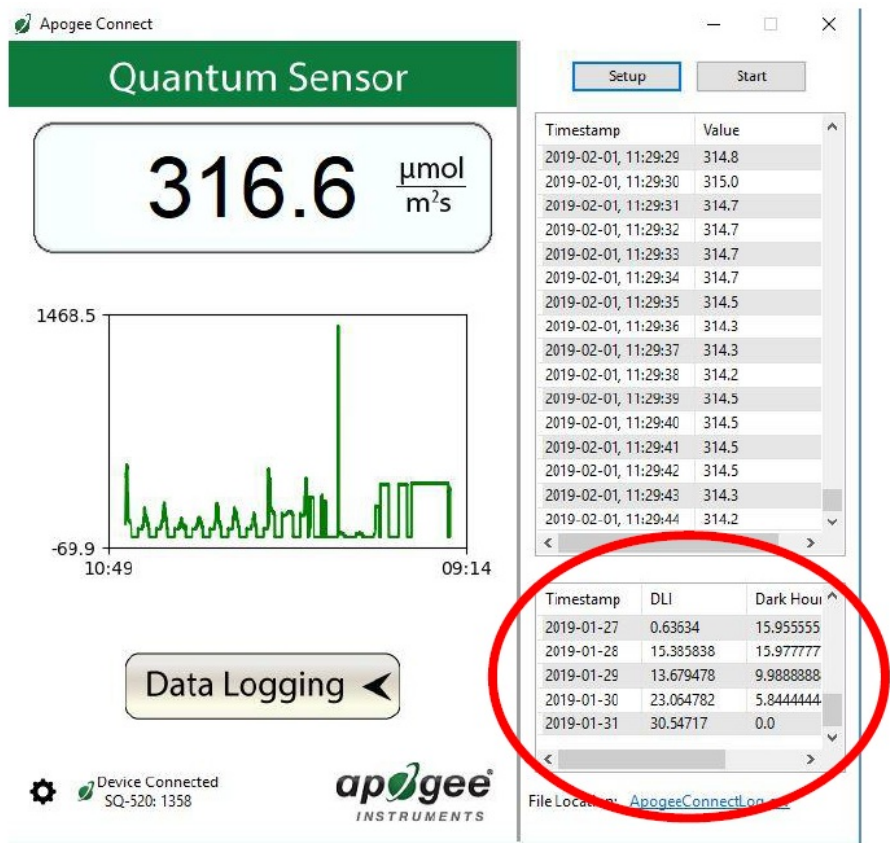 Apogee Connect
Quantum Sensor
316.6 µmol
m²s
1468.5
-69.9
10:49 09:14
Data Logging
Device Connected
SQ-520: 1358
apogee
INSTRUMENTS
Setup Start
Timestamp Value
2019-02-01, 11:29:29 314.8
2019-02-01, 11:29:30 315.0
2019-02-01, 11:29:31 314.7
2019-02-01, 11:29:32 314.7
2019-02-01, 11:29:33 314.7
2019-02-01, 11:29:34 314.7
2019-02-01, 11:29:35 314.5
2019-02-01, 11:29:36 314.3
2019-02-01, 11:29:37 314.3
2019-02-01, 11:29:38 314.2
2019-02-01, 11:29:39 314.5
2019-02-01, 11:29:40 314.5
2019-02-01, 11:29:41 314.5
2019-02-01, 11:29:42 314.5
2019-02-01, 11:29:43 314.3
2019-02-01, 11:29:44 314.2
Timestamp DLI Dark Hour
2019-01-27 0.63634 15.955555
2019-01-28 15.385838 15.977777
2019-01-29 13.679478 9.9888888
2019-01-30 23.064782 5.8444444
2019-01-31 30.54717 0.0
File Location: